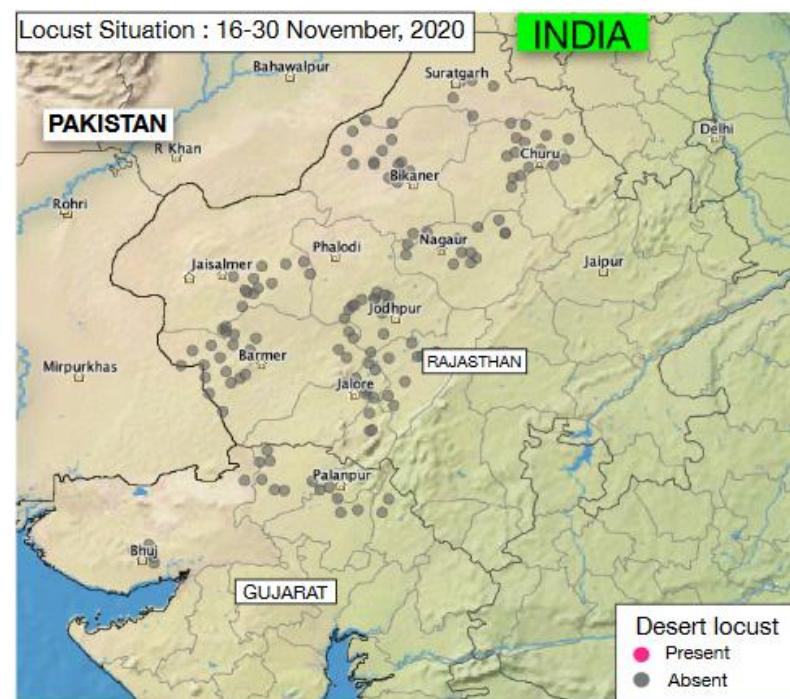 Locust Situation : 16-30 November, 2020
INDIA
Bahawalpur
Suratgarh
PAKISTAN
Delhi
R Khan
Churu
Bikaner
Rohri
Nagaur
Phalodi
Jaisalmer
Jaipur
Jodhpur
Barmer
RAJASTHAN
Mirpurkhas
Jalore
Palanpur
Bhuj
GUJARAT
Desert locust
Present
Absent